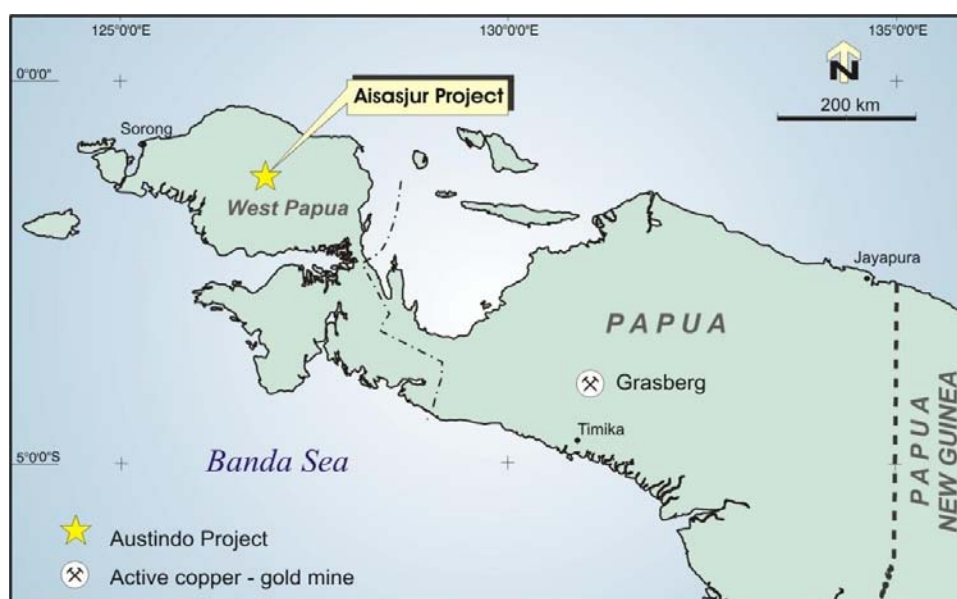 125°0'0"E
130°0'0"E
135°0'0"E
0°0'0"
Aisasjur Project
N
200 km
Sorong
West Papua
Jayapura
PAPUA
Grasberg
Timika
PAPUA
NEW GUINEA
5°0'0"S
Banda Sea
Austindo Project
Active copper - gold mine